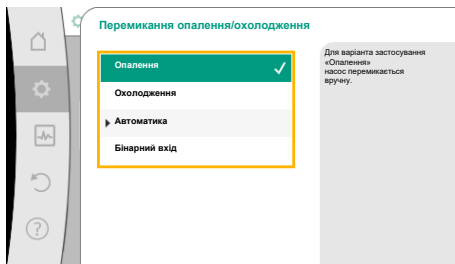 Перемикання опалення/охолодження
Опалення
Охолодження
Автоматика
Бінарний вхід
Для варіанта застосування
«Опалення»
насос перемикається
вручну.
?